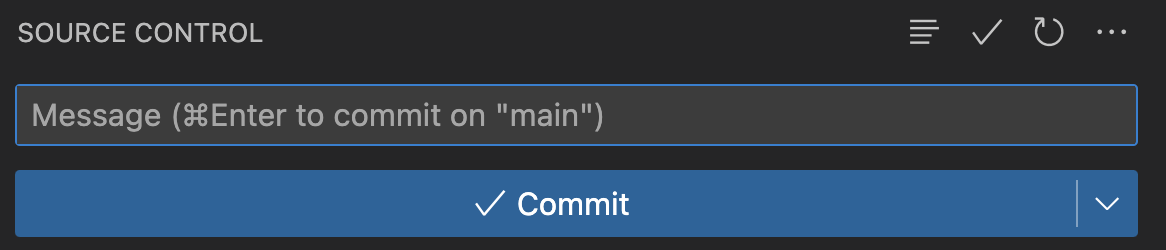 SOURCE CONTROL
Message (⌘Enter to commit on "main")
Commit